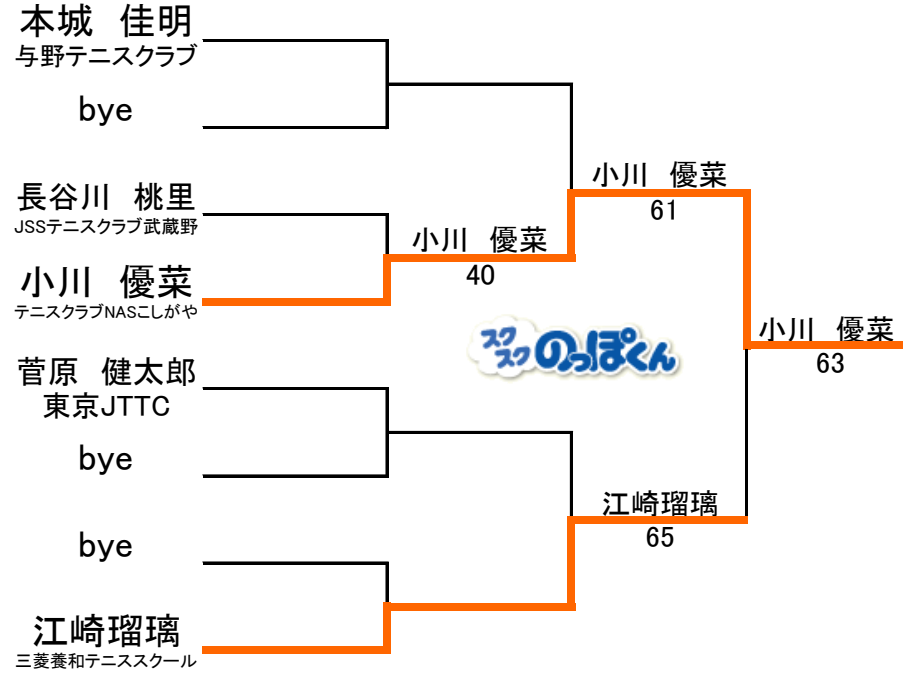 本城　佳明
与野テニスクラブ
bye
長谷川　桃里
JSSテニスクラブ武蔵野
小川　優菜
テニスクラブNASこしがや
菅原　健太郎
東京JTTC
bye
bye
江崎瑠璃
三菱養和テニススクール
小川　優菜
40
小川　優菜
61
江崎瑠璃
65
小川　優菜
63
スク
スク のっぽくん